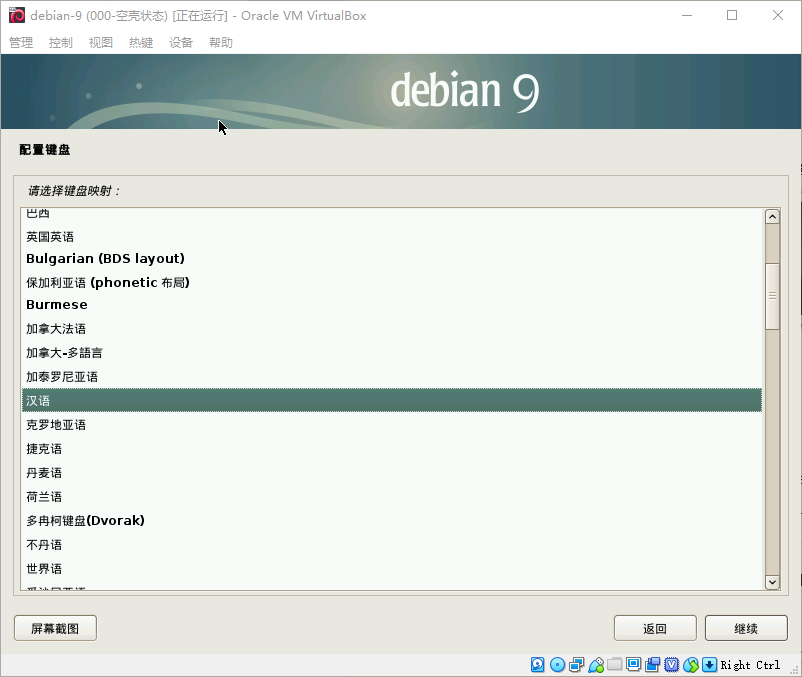 debian-9 (000-空壳状态) [正在运行] - Oracle VM VirtualBox
管理 控制 视图 热键 设备 帮助
debian 9
配置键盘
请选择键盘映射：
巴西
英国英语
Bulgarian (BDS layout)
保加利亚语 (phonetic 布局)
Burmese
加拿大法语
加拿大-多語言
加泰罗尼亚语
汉语
克罗地亚语
捷克语
丹麦语
荷兰语
多冉柯键盘(Dvorak)
不丹语
世界语
爱沙尼亚语
屏幕截图 返回 继续
Right Ctrl